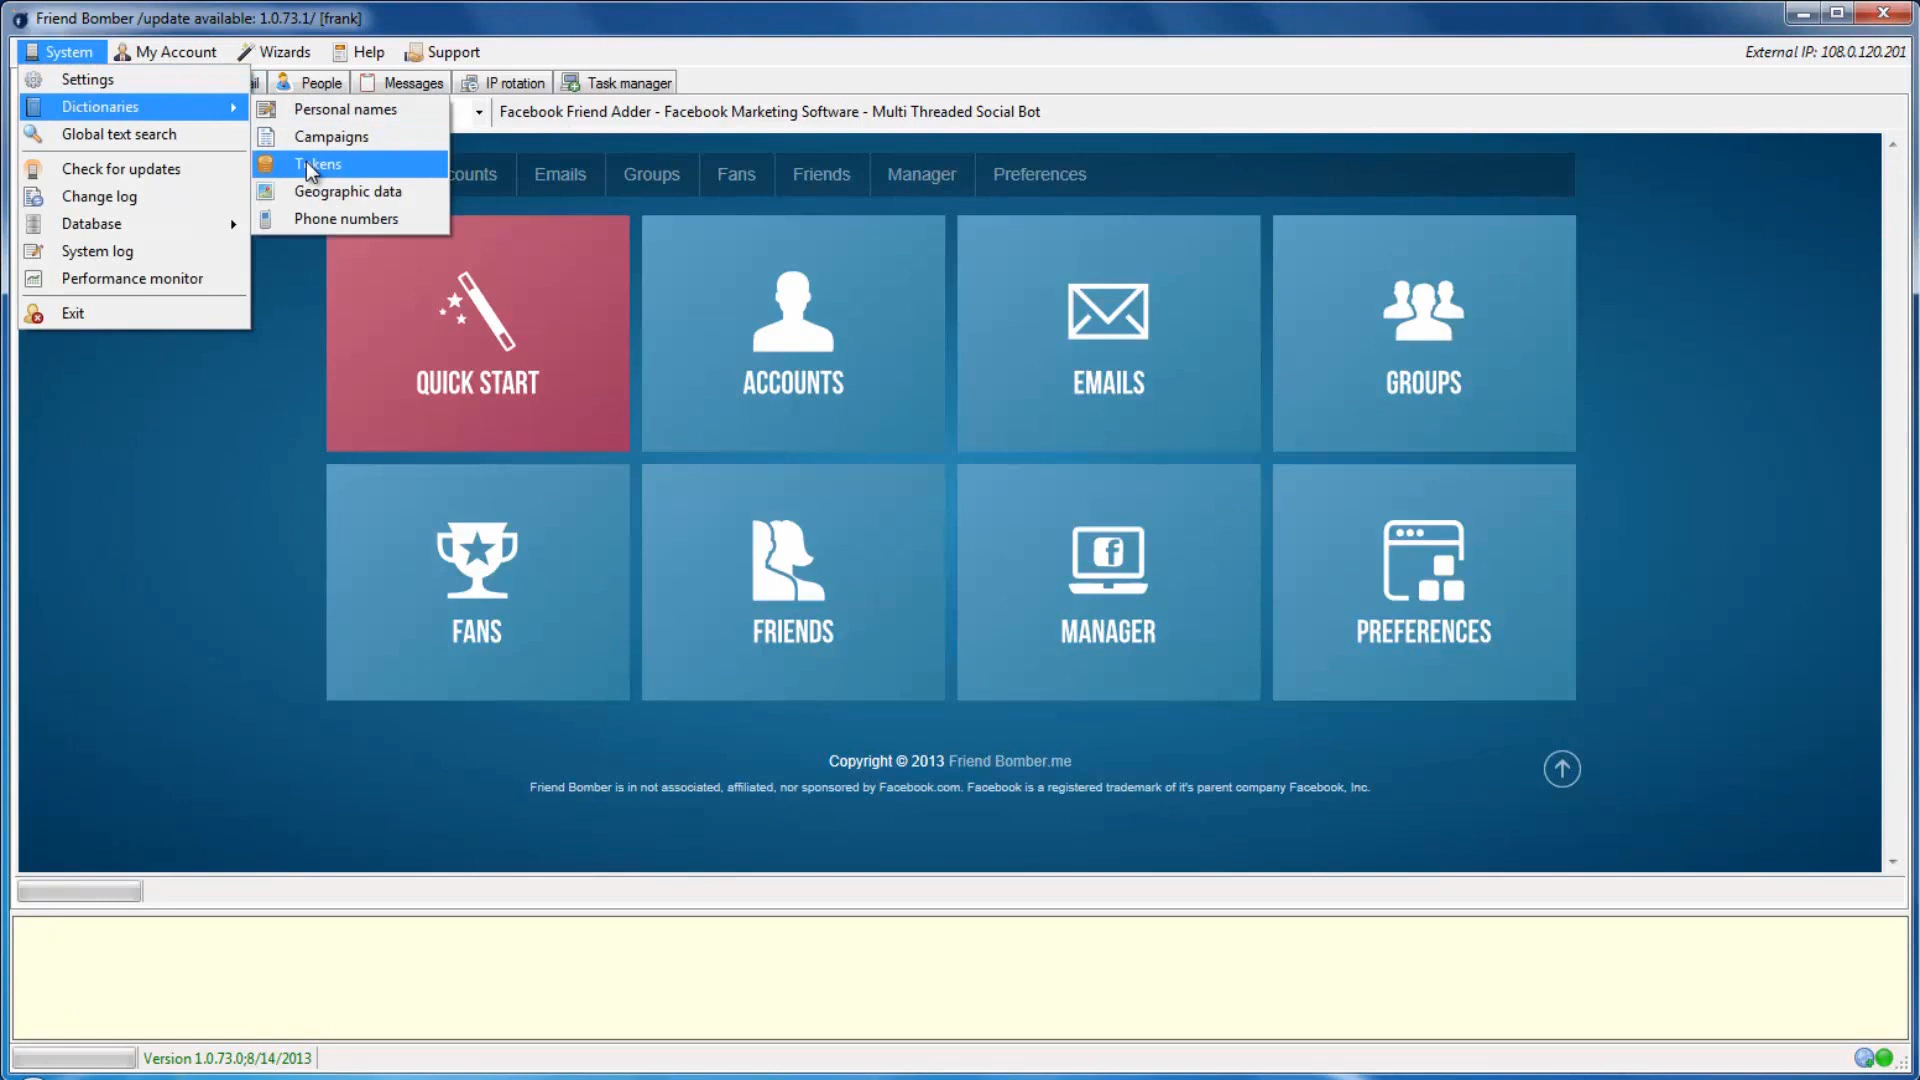 Friend Bomber /update available: 1.0.73.1/ [frank]
System My Account Wizards Help Support External IP: 108.0.120.201
Settings
Dictionaries
Global text search
Check for updates
Change log
Database
System log
Performance monitor
Exit
Personal names
Campaigns
Tokens
Geographic data
Phone numbers
People Messages IP rotation Task manager
Facebook Friend Adder - Facebook Marketing Software - Multi Threaded Social Bot
counts Emails Groups Fans Friends Manager Preferences
QUICK START ACCOUNTS EMAILS GROUPS
FANS FRIENDS MANAGER PREFERENCES
Copyright © 2013 Friend Bomber.me
Friend Bomber is in not associated, affiliated, nor sponsored by Facebook.com. Facebook is a registered trademark of it's parent company Facebook, Inc.
Version 1.0.73.0;8/14/2013